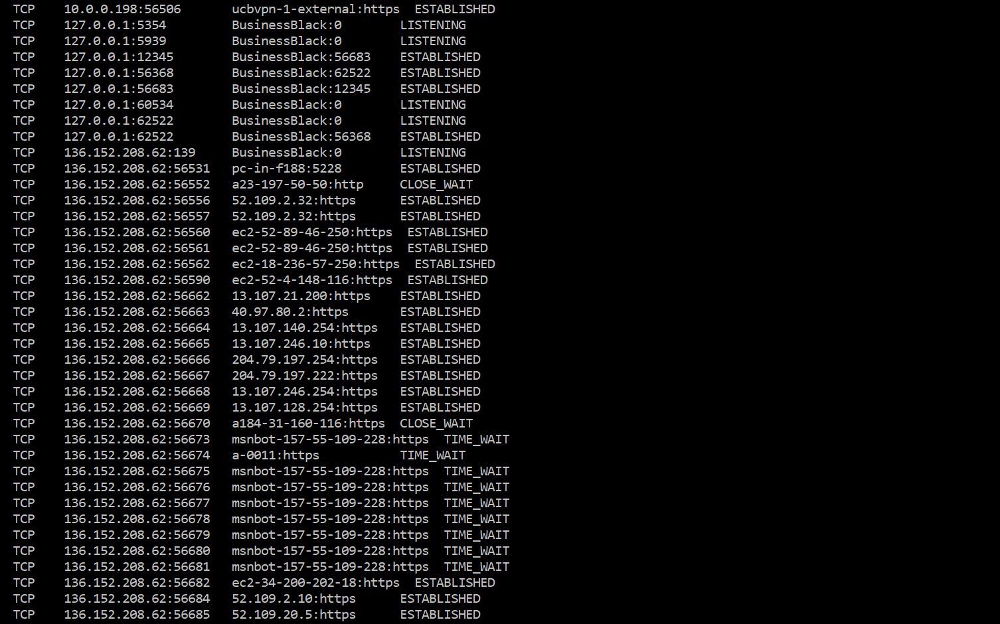 TCP    10.0.0.198:56506       ucbvpn-1-external:https  ESTABLISHED
TCP    127.0.0.1:5354         BusinessBlack:0        LISTENING
TCP    127.0.0.1:5939         BusinessBlack:0        LISTENING
TCP    127.0.0.1:12345        BusinessBlack:56683    ESTABLISHED
TCP    127.0.0.1:56368        BusinessBlack:62522    ESTABLISHED
TCP    127.0.0.1:56683        BusinessBlack:12345    ESTABLISHED
TCP    127.0.0.1:60534        BusinessBlack:0        LISTENING
TCP    127.0.0.1:62522        BusinessBlack:0        LISTENING
TCP    127.0.0.1:62522        BusinessBlack:56368    ESTABLISHED
TCP    136.152.208.62:139     BusinessBlack:0        LISTENING
TCP    136.152.208.62:56531   pc-in-f188:5228        ESTABLISHED
TCP    136.152.208.62:56552   a23-197-50-50:http     CLOSE_WAIT
TCP    136.152.208.62:56556   52.109.2.32:https      ESTABLISHED
TCP    136.152.208.62:56557   52.109.2.32:https      ESTABLISHED
TCP    136.152.208.62:56560   ec2-52-89-46-250:https  ESTABLISHED
TCP    136.152.208.62:56561   ec2-52-89-46-250:https  ESTABLISHED
TCP    136.152.208.62:56562   ec2-18-236-57-250:https  ESTABLISHED
TCP    136.152.208.62:56590   ec2-52-4-148-116:https  ESTABLISHED
TCP    136.152.208.62:56662   13.107.21.200:https    ESTABLISHED
TCP    136.152.208.62:56663   40.97.80.2:https       ESTABLISHED
TCP    136.152.208.62:56664   13.107.140.254:https   ESTABLISHED
TCP    136.152.208.62:56665   13.107.246.10:https    ESTABLISHED
TCP    136.152.208.62:56666   204.79.197.254:https   ESTABLISHED
TCP    136.152.208.62:56667   204.79.197.222:https   ESTABLISHED
TCP    136.152.208.62:56668   13.107.246.254:https   ESTABLISHED
TCP    136.152.208.62:56669   13.107.128.254:https   ESTABLISHED
TCP    136.152.208.62:56670   a184-31-160-116:https  CLOSE_WAIT
TCP    136.152.208.62:56673   msnbot-157-55-109-228:https  TIME_WAIT
TCP    136.152.208.62:56674   a-0011:https           TIME_WAIT
TCP    136.152.208.62:56675   msnbot-157-55-109-228:https  TIME_WAIT
TCP    136.152.208.62:56676   msnbot-157-55-109-228:https  TIME_WAIT
TCP    136.152.208.62:56677   msnbot-157-55-109-228:https  TIME_WAIT
TCP    136.152.208.62:56678   msnbot-157-55-109-228:https  TIME_WAIT
TCP    136.152.208.62:56679   msnbot-157-55-109-228:https  TIME_WAIT
TCP    136.152.208.62:56680   msnbot-157-55-109-228:https  TIME_WAIT
TCP    136.152.208.62:56681   msnbot-157-55-109-228:https  TIME_WAIT
TCP    136.152.208.62:56682   ec2-34-200-202-18:https  ESTABLISHED
TCP    136.152.208.62:56684   52.109.2.10:https      ESTABLISHED
TCP    136.152.208.62:56685   52.109.20.5:https      ESTABLISHED